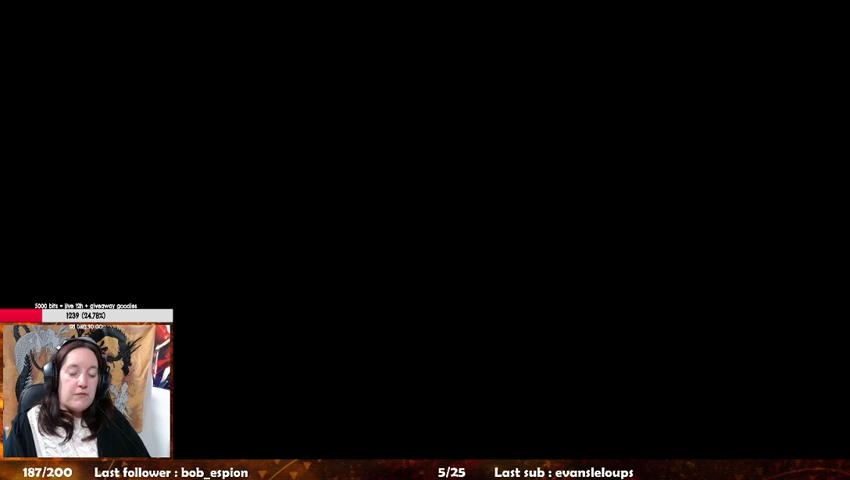 5000 bits = live 12h + giveaway goodies
1239 (24.78%)
187/200 Last follower : bob_espion 5/25 Last sub : evansleloups